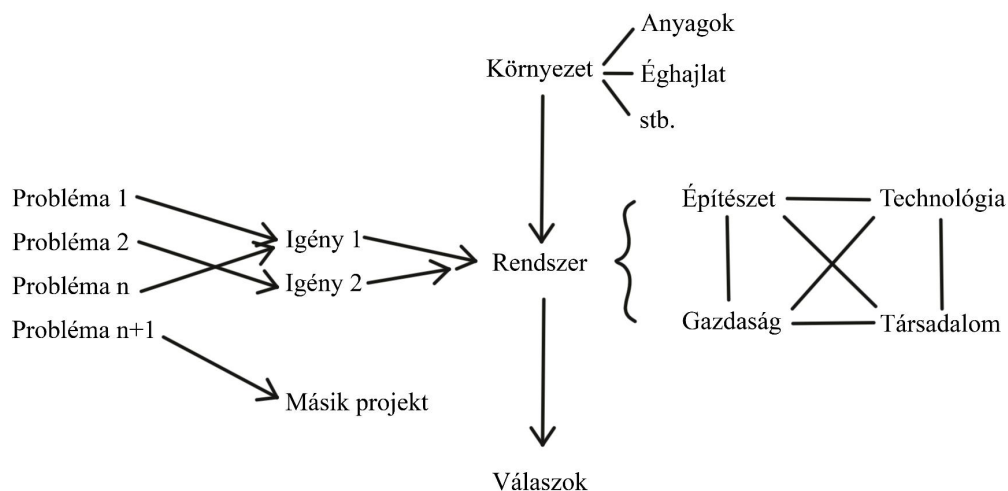 Anyagok
Környezet
Éghajlat
stb.
Probléma 1
Probléma 2
Probléma n
Probléma n+1
Igény 1
Igény 2
Másik projekt
Rendszer
Építészet
Technológia
Gazdaság
Társadalom
Válaszok